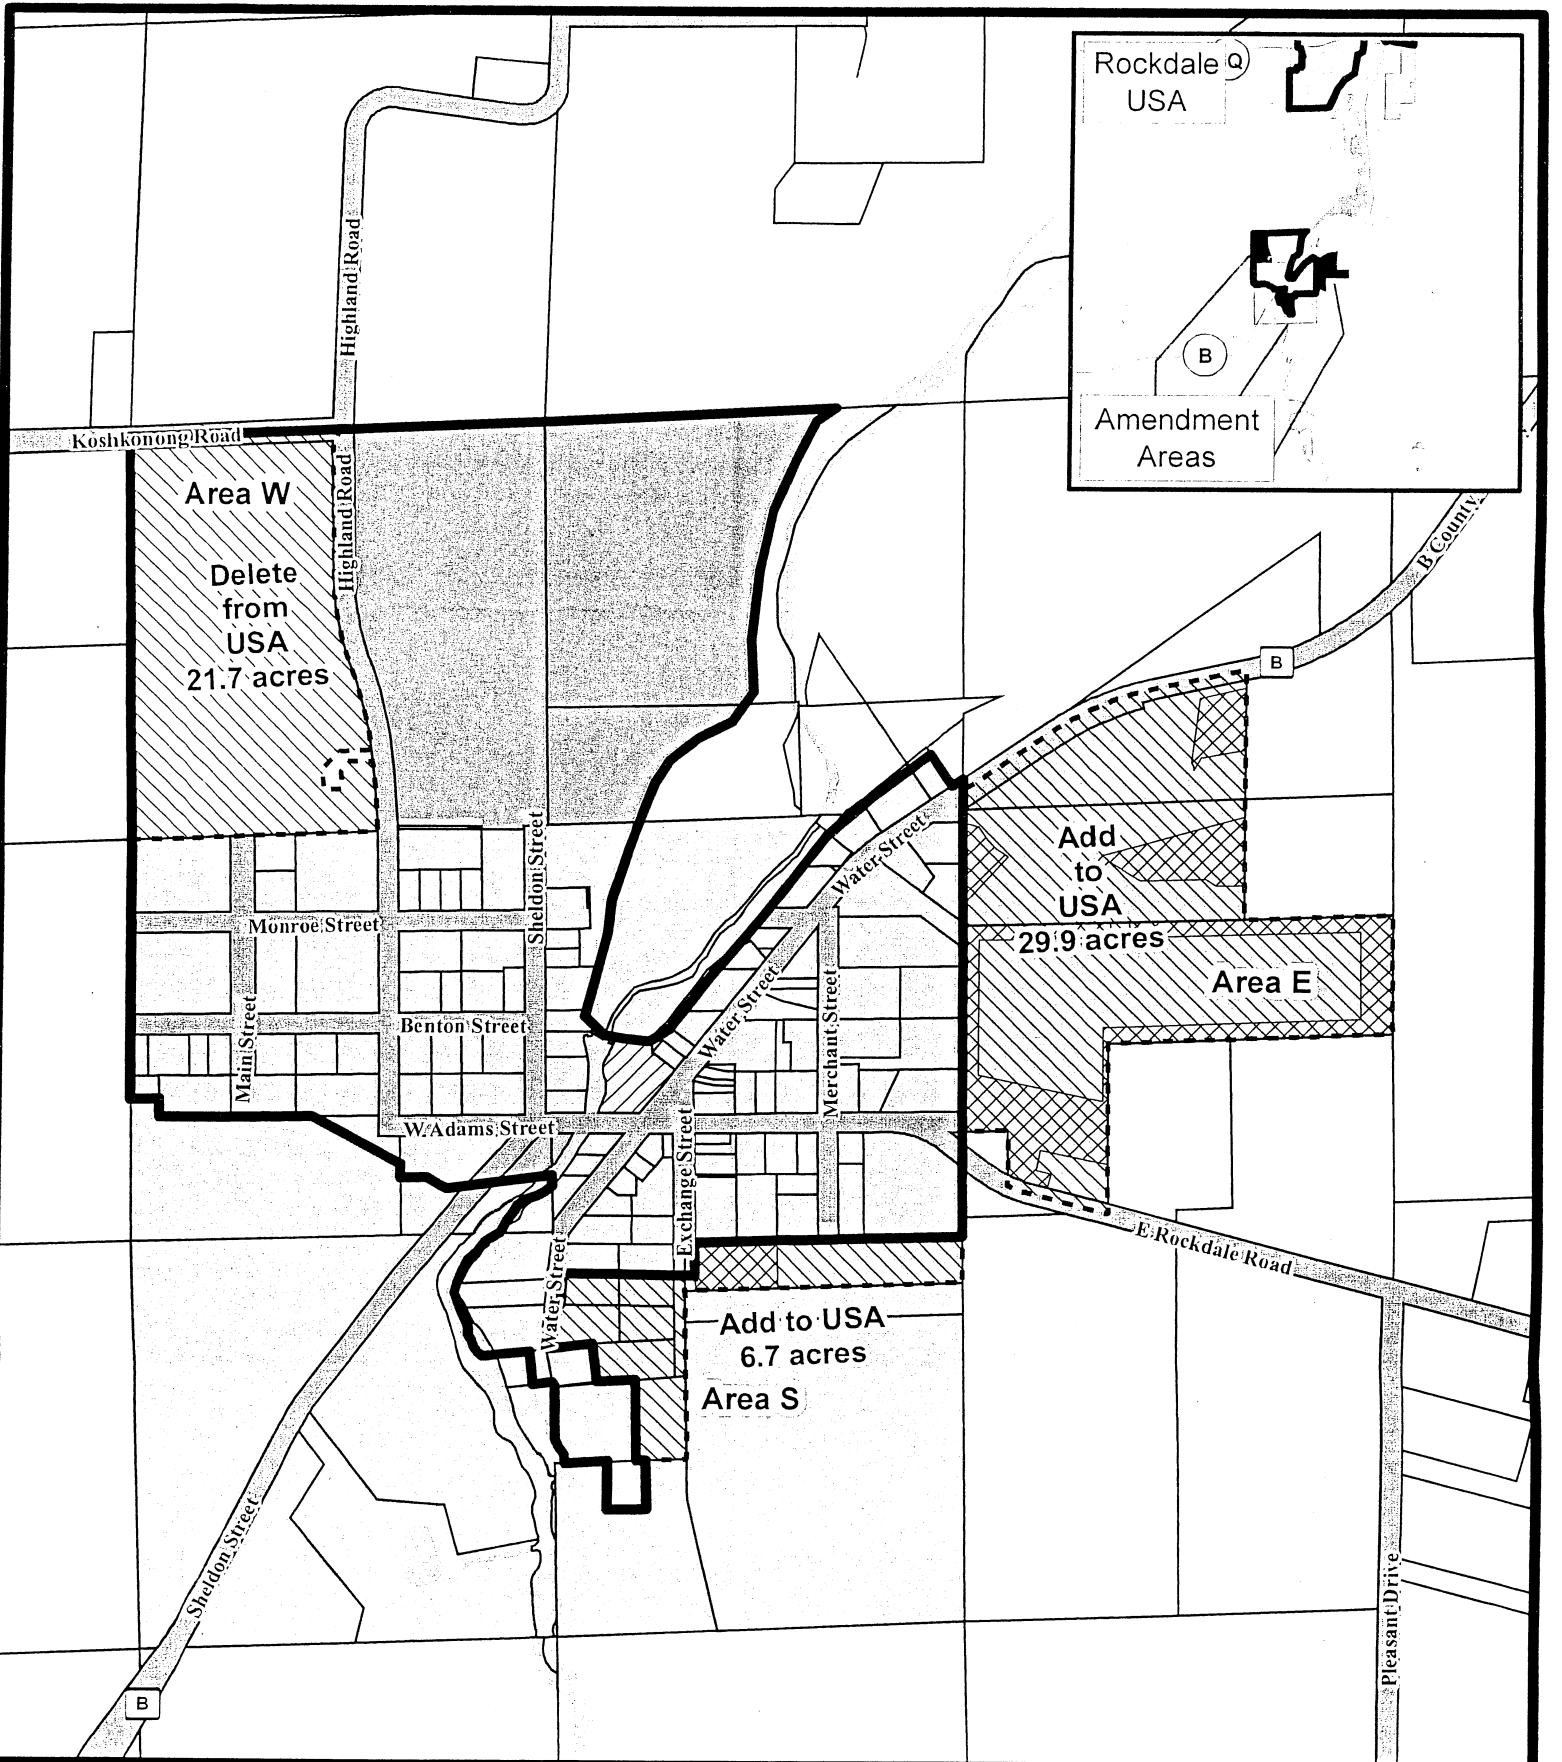 Rockdale
USA
Q
B
Amendment
Areas
Highland Road
Koshkonong Road
Highland Road
Area W
Delete
from
USA
21.7 acres
B County
B
Add
to
USA
29.9 acres
Area E
Sheldon Street
Water Street
Monroe Street
Main Street
Benton Street
Water Street
Merchant Street
W Adams Street
Exchange Street
Water Street
E Rockdale Road
Add to USA
6.7 acres
Area S
Sheldon Street
Pleasant Drive
B